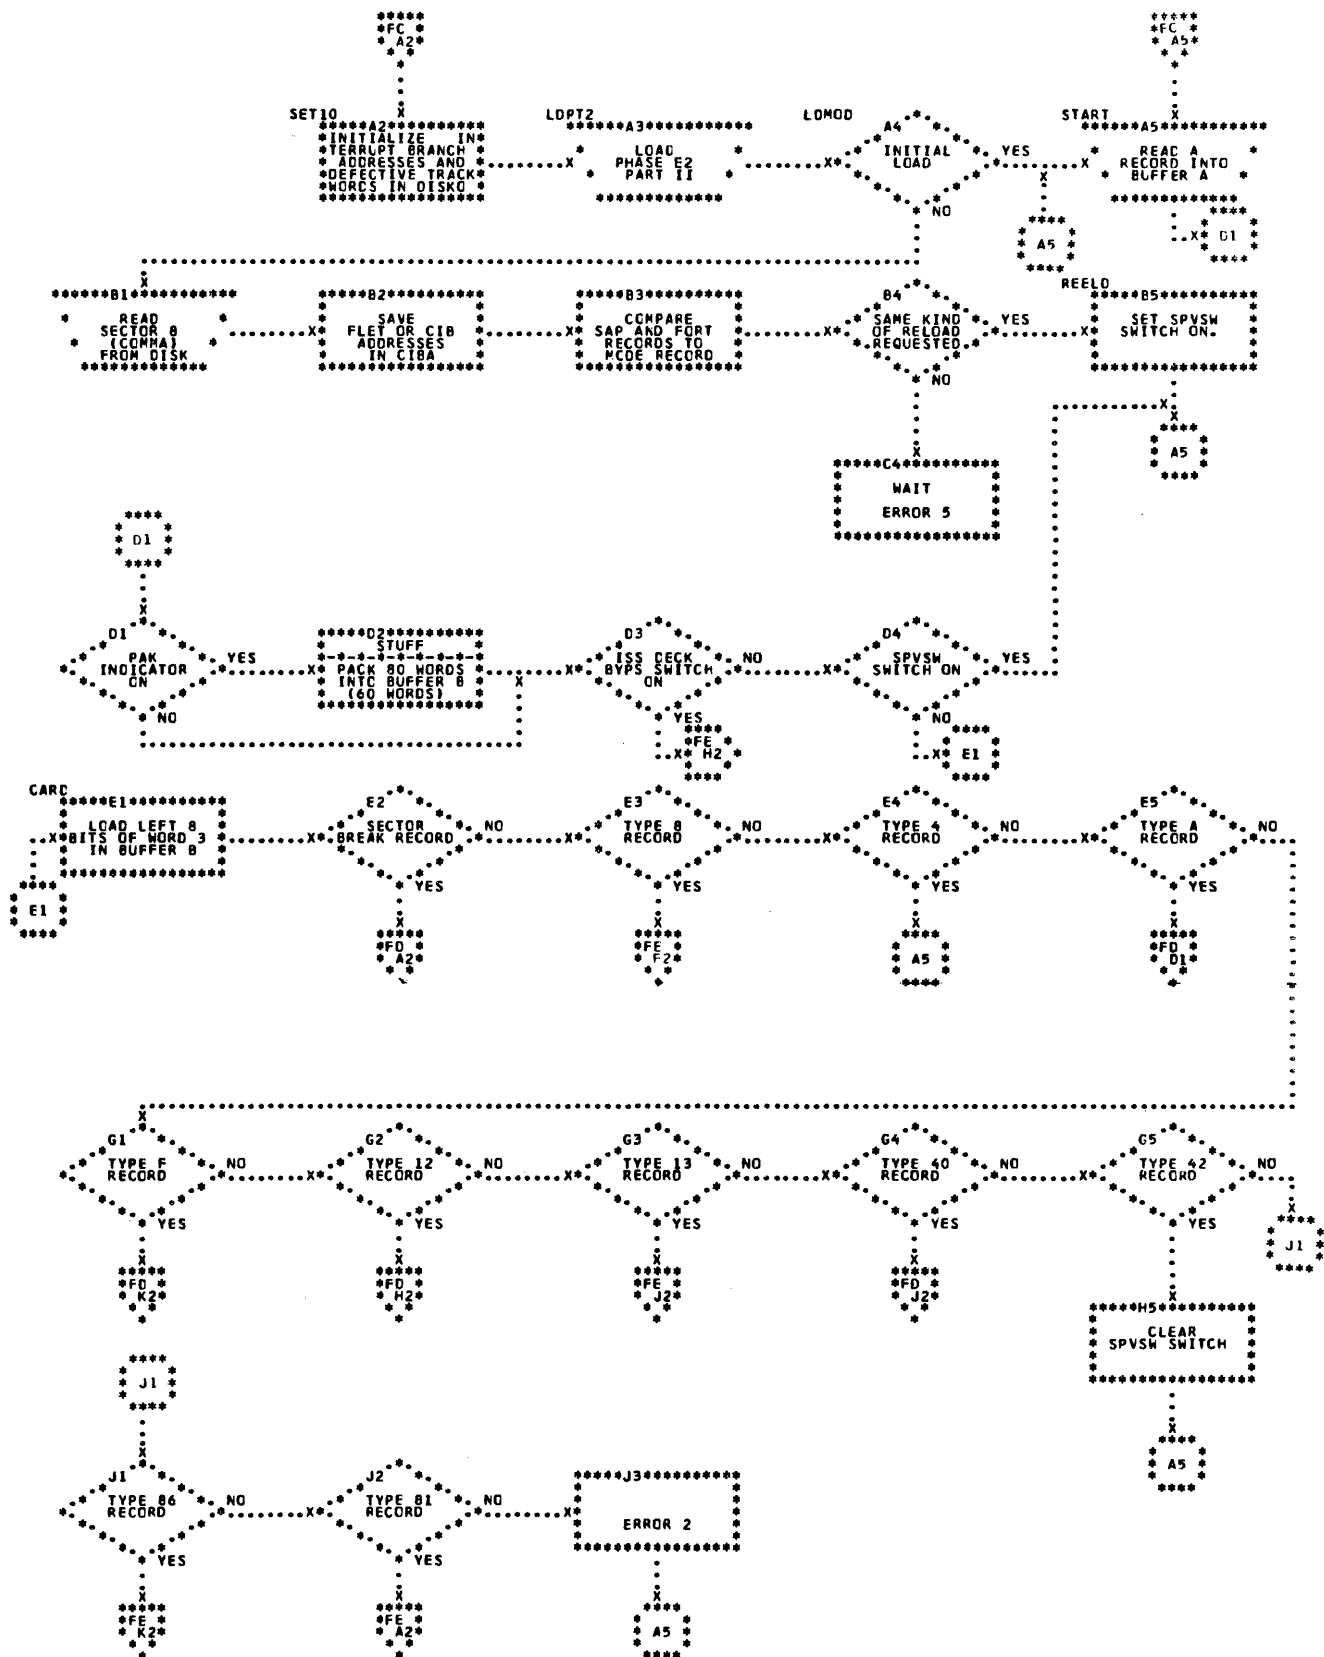 FC
A2
FC
A5
SET10
LDPT2
LDMOD
START
A2
INITIALIZE IN
TERRUPT BRANCH
ADDRESSES AND
DEFECTIVE TRACK
WORDS IN DISKO
A3
LOAD
PHASE E2
PART II
A4
INITIAL
LOAD
YES
NO
A5
READ A
RECORD INTO
BUFFER A
A5
D1
REELD
B1
READ
SECTOR 8
(COMMA)
FROM DISK
B2
SAVE
FLET OR CIB
ADDRESSES
IN CIBA
B3
COMPARE
SAP AND FORT
RECORDS TO
MCDE RECORD
B4
SAME KIND
OF RELOAD
REQUESTED
YES
NO
B5
SET SPVSW
SWITCH ON.
A5
C4
WAIT
ERROR 5
D1
D1
PAK
INDICATOR
ON
YES
NO
D2
STUFF
PACK 80 WORDS
INTC BUFFER B
(60 WORDS)
D3
ISS DECK
BYPS SWITCH
ON
NO
YES
D4
SPVSW
SWITCH ON
YES
NO
FE
H2
E1
CARD
E1
LOAD LEFT 8
BITS OF WORD 3
IN BUFFER B
E2
SECTOR
BREAK RECORD
NO
YES
E3
TYPE 8
RECORD
NO
YES
E4
TYPE 4
RECORD
NO
YES
E5
TYPE A
RECORD
NO
YES
E1
FD
A2
FE
F2
A5
FD
D1
G1
TYPE F
RECORD
NO
YES
G2
TYPE 12
RECORD
NO
YES
G3
TYPE 13
RECORD
NO
YES
G4
TYPE 40
RECORD
NO
YES
G5
TYPE 42
RECORD
NO
YES
J1
FD
K2
FD
H2
FE
J2
FD
J2
H5
CLEAR
SPVSW SWITCH
J1
A5
J1
TYPE 86
RECORD
NO
YES
J2
TYPE 81
RECORD
NO
YES
J3
ERROR 2
FE
K2
FE
A2
A5